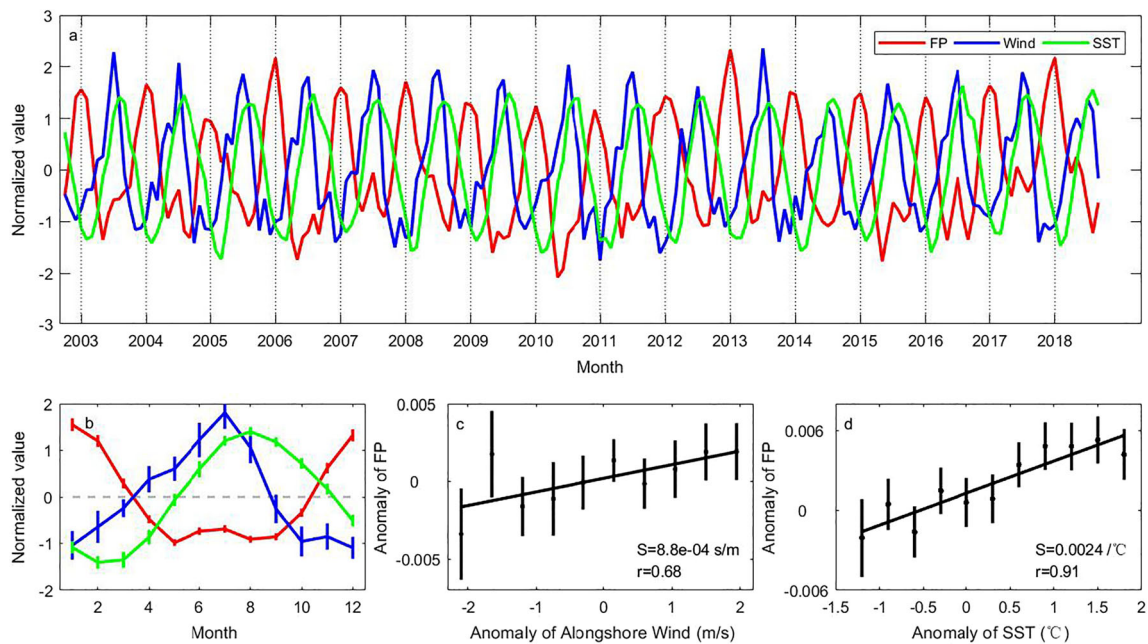 a
FP Wind SST
Normalized value
3
2
1
0
-1
-2
-3
2003 2004 2005 2006 2007 2008 2009 2010 2011 2012 2013 2014 2015 2016 2017 2018
Month
b
Normalized value
2
1
0
-1
-2
2 4 6 8 10 12
Month
c
Anomaly of FP
0.005
0
-0.005
S=8.8e-04 s/m
r=0.68
-2 -1 0 1 2
Anomaly of Alongshore Wind (m/s)
d
Anomaly of FP
0.006
0
-0.006
S=0.0024 /℃
r=0.91
-1.5 -1 -0.5 0 0.5 1 1.5 2
Anomaly of SST (℃)